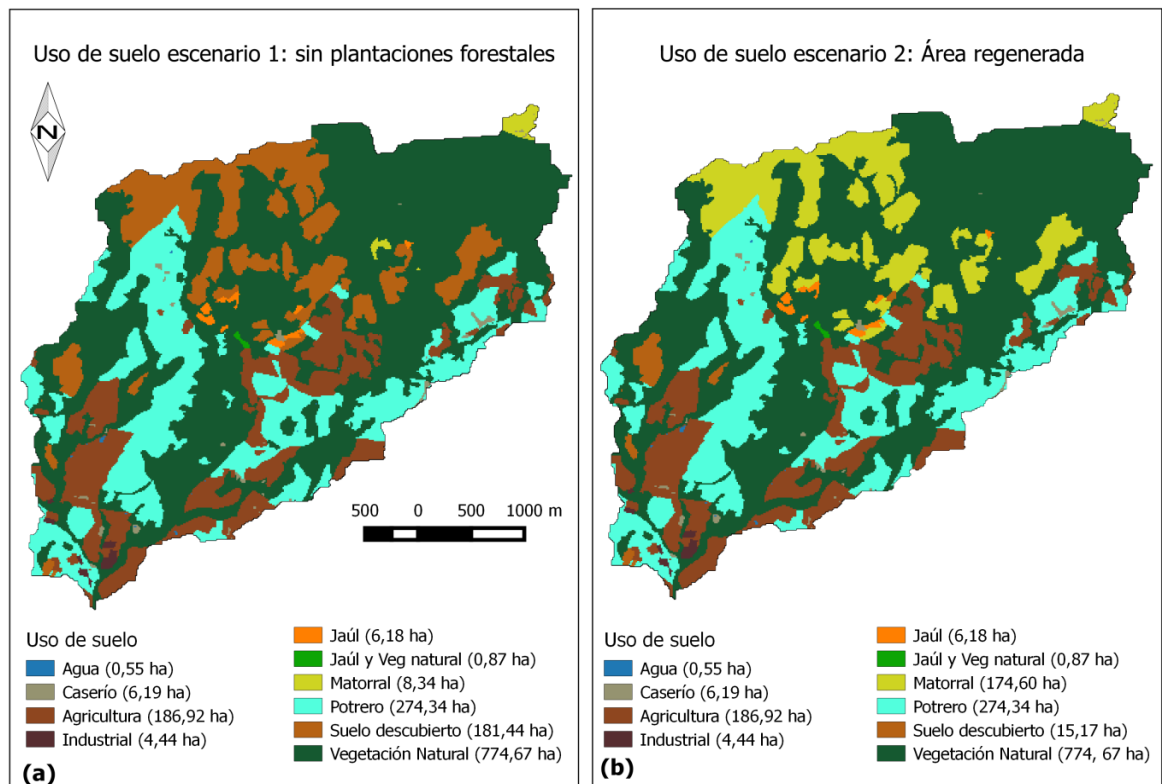 Uso de suelo escenario 1: sin plantaciones forestales
N
500 0 500 1000 m
Uso de suelo
Agua (0,55 ha)
Caserío (6,19 ha)
Agricultura (186,92 ha)
Industrial (4,44 ha)
Jaúl (6,18 ha)
Jaúl y Veg natural (0,87 ha)
Matorral (8,34 ha)
Potrero (274,34 ha)
Suelo descubierto (181,44 ha)
Vegetación Natural (774,67 ha)
(a)
Uso de suelo escenario 2: Área regenerada
Uso de suelo
Agua (0,55 ha)
Caserío (6,19 ha)
Agricultura (186,92 ha)
Industrial (4,44 ha)
Jaúl (6,18 ha)
Jaúl y Veg natural (0,87 ha)
Matorral (174,60 ha)
Potrero (274,34 ha)
Suelo descubierto (15,17 ha)
Vegetación Natural (774, 67 ha)
(b)